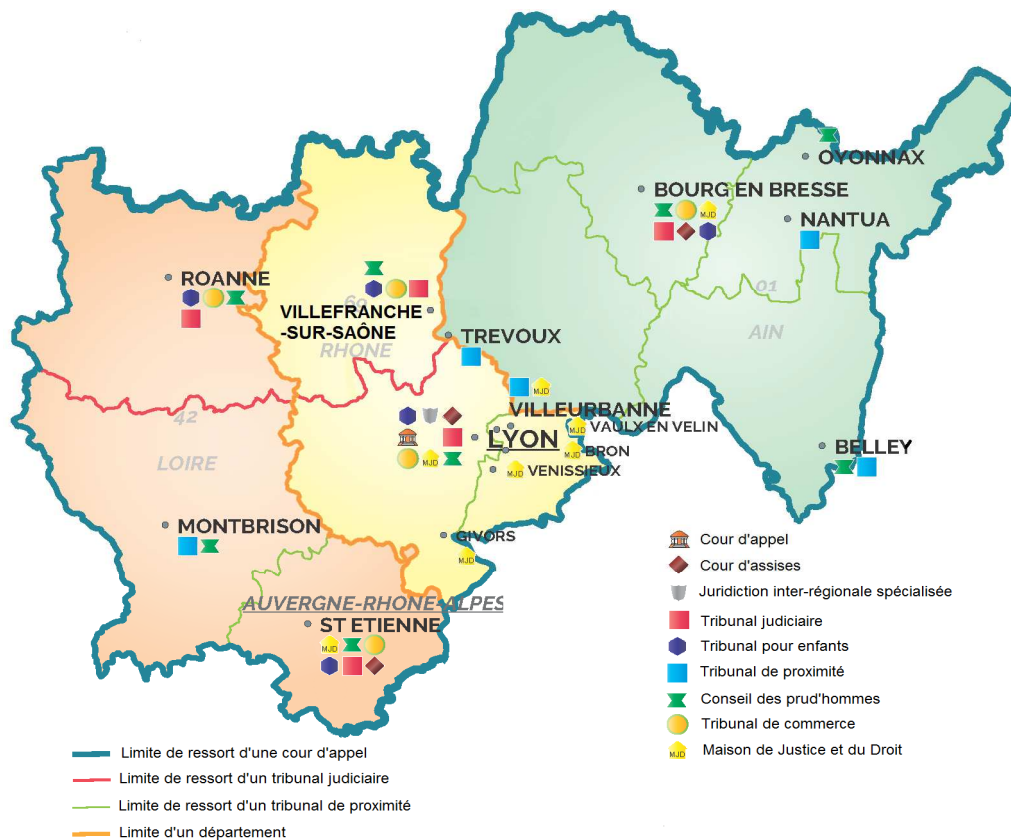 OYONNAX
BOURG EN BRESSE
MJD
NANTUA
ROANNE
01
AIN
69
VILLEFRANCHE
-SUR-SAÔNE
RHONE
TREVOUX
MJD
VILLEURBANNE
VAULX EN VELIN
MJD
42
LOIRE
LYON
MJD
BRON
MJD
VENISSIEUX
MJD
BELLEY
MONTBRISON
GIVORS
MJD
AUVERGNE-RHONE-ALPES
ST ETIENNE
MJD
Cour d'appel
Cour d'assises
Juridiction inter-régionale spécialisée
Tribunal judiciaire
Tribunal pour enfants
Tribunal de proximité
Conseil des prud'hommes
Tribunal de commerce
MJD Maison de Justice et du Droit
Limite de ressort d'une cour d'appel
Limite de ressort d'un tribunal judiciaire
Limite de ressort d'un tribunal de proximité
Limite d'un département